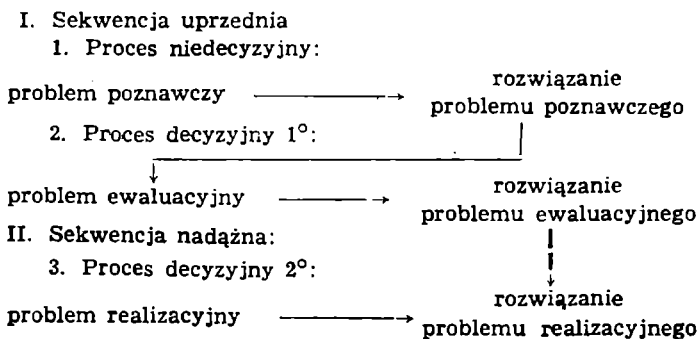 I. Sekwencja uprzednia
1. Proces niedecyzyjny:
problem poznawczy
rozwiązanie
problemu poznawczego
2. Proces decyzyjny 1°:
problem ewaluacyjny
rozwiązanie
problemu ewaluacyjnego
II. Sekwencja nadążna:
3. Proces decyzyjny 2°:
problem realizacyjny
rozwiązanie
problemu realizacyjnego